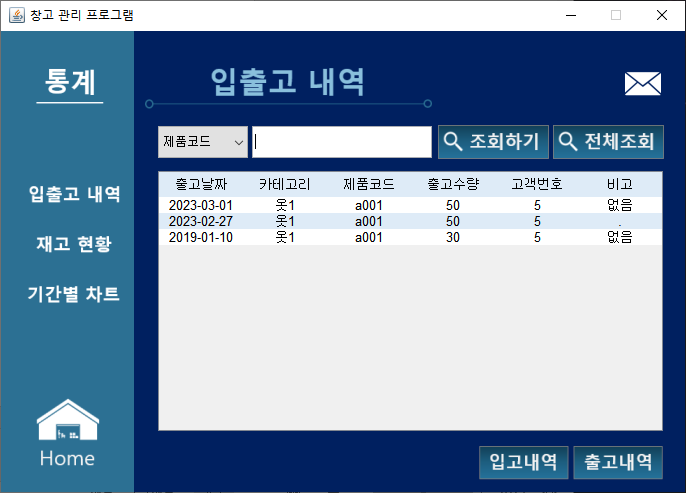 창고 관리 프로그램
통계
입출고 내역
제품코드
조회하기
전체조회
입출고 내역
재고 현황
기간별 차트
Home
출고날짜 카테고리 제품코드 출고수량 고객번호 비고
2023-03-01 옷1 a001 50 5 없음
2023-02-27 옷1 a001 50 5 .
2019-01-10 옷1 a001 30 5 없음
입고내역
출고내역